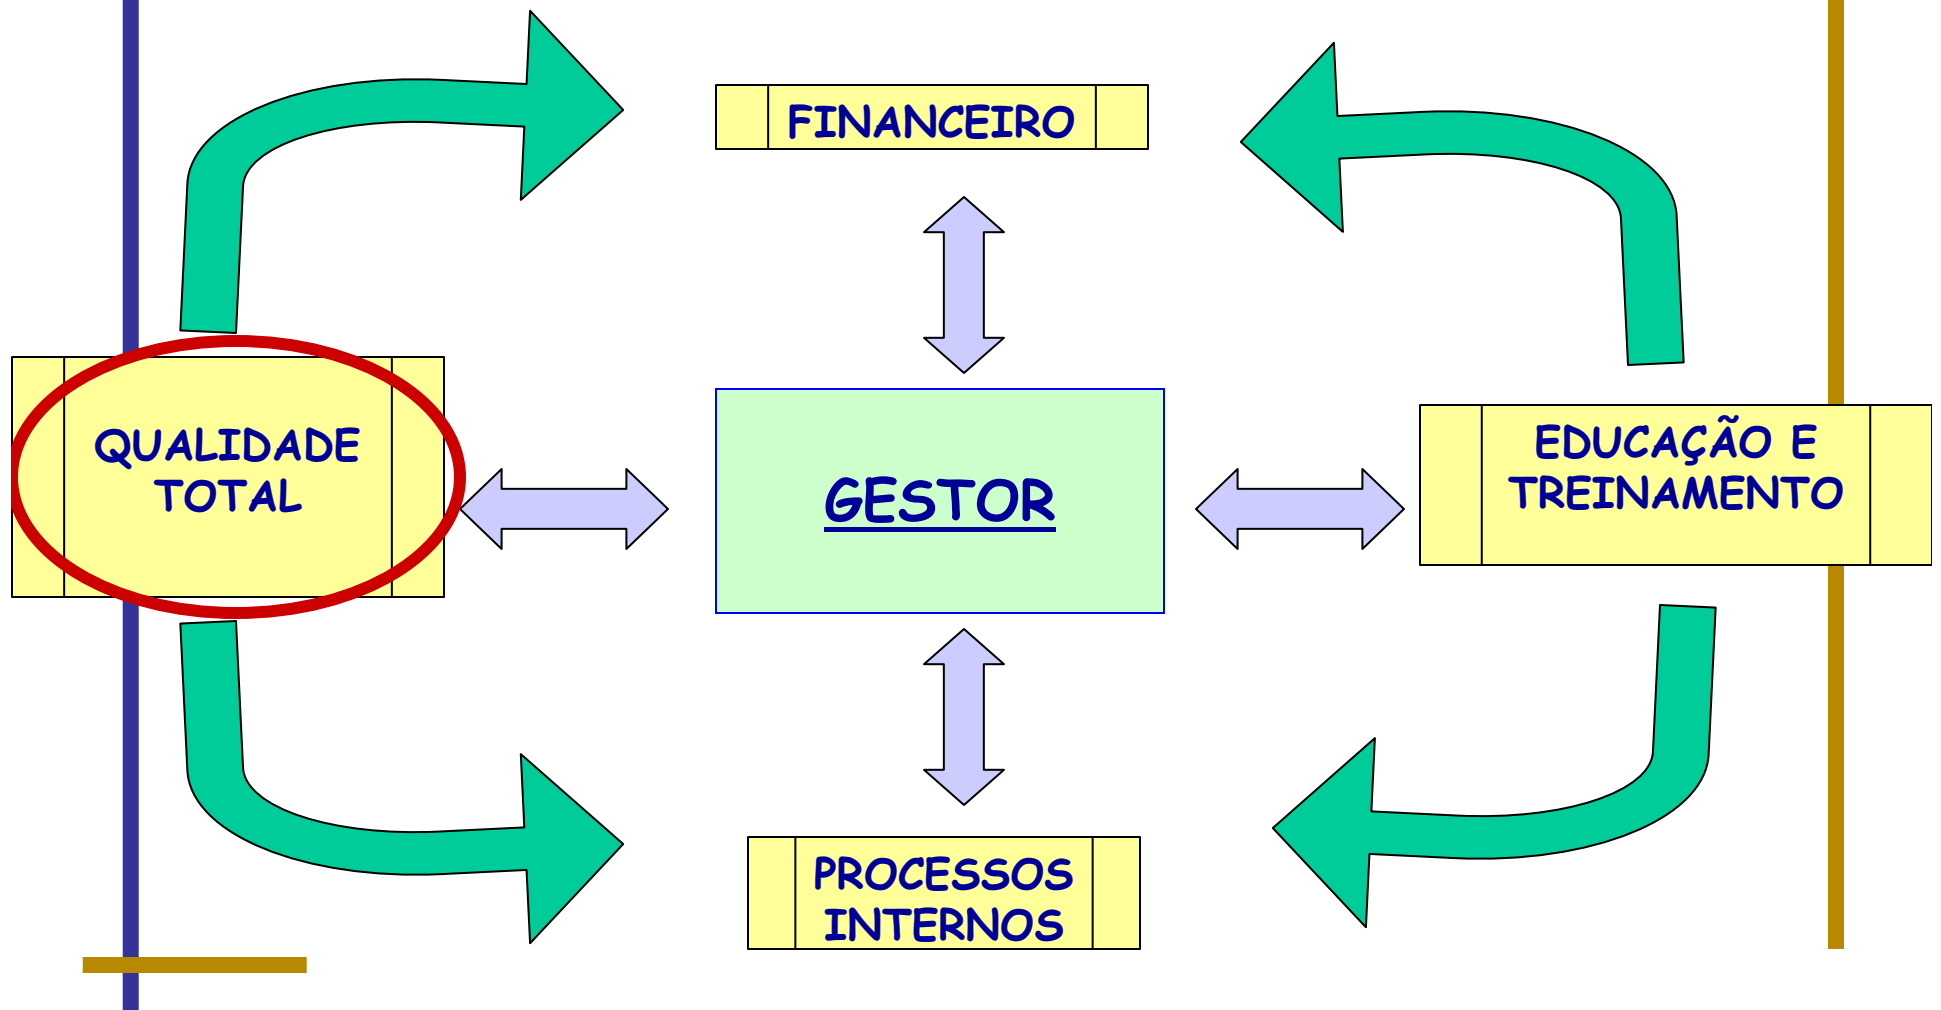 FINANCEIRO
QUALIDADE
TOTAL
GESTOR
EDUCAÇÃO E
TREINAMENTO
PROCESSOS
INTERNOS